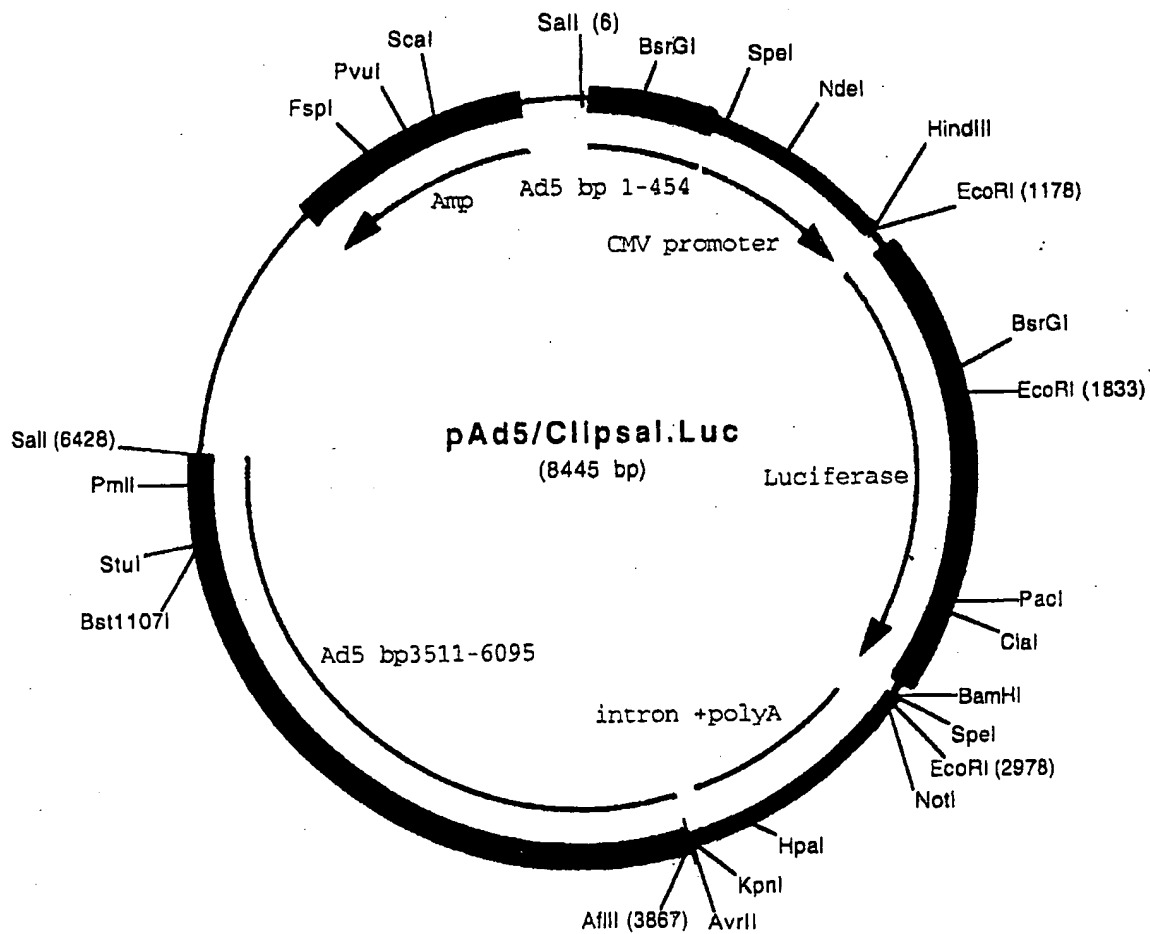 SalI (6)
BsrGI
SpeI
NdeI
HindIII
EcoRI (1178)
BsrGI
EcoRI (1833)
PacI
ClaI
BamHI
SpeI
EcoRI (2978)
NotI
HpaI
KpnI
AvrII
AflII (3867)
Bst1107I
StuI
PmlI
SalI (6428)
FspI
PvuI
ScaI
Amp
Ad5 bp 1-454
CMV promoter
Luciferase
intron +polyA
Ad5 bp3511-6095
pAd5/Clipsal.Luc
(8445 bp)